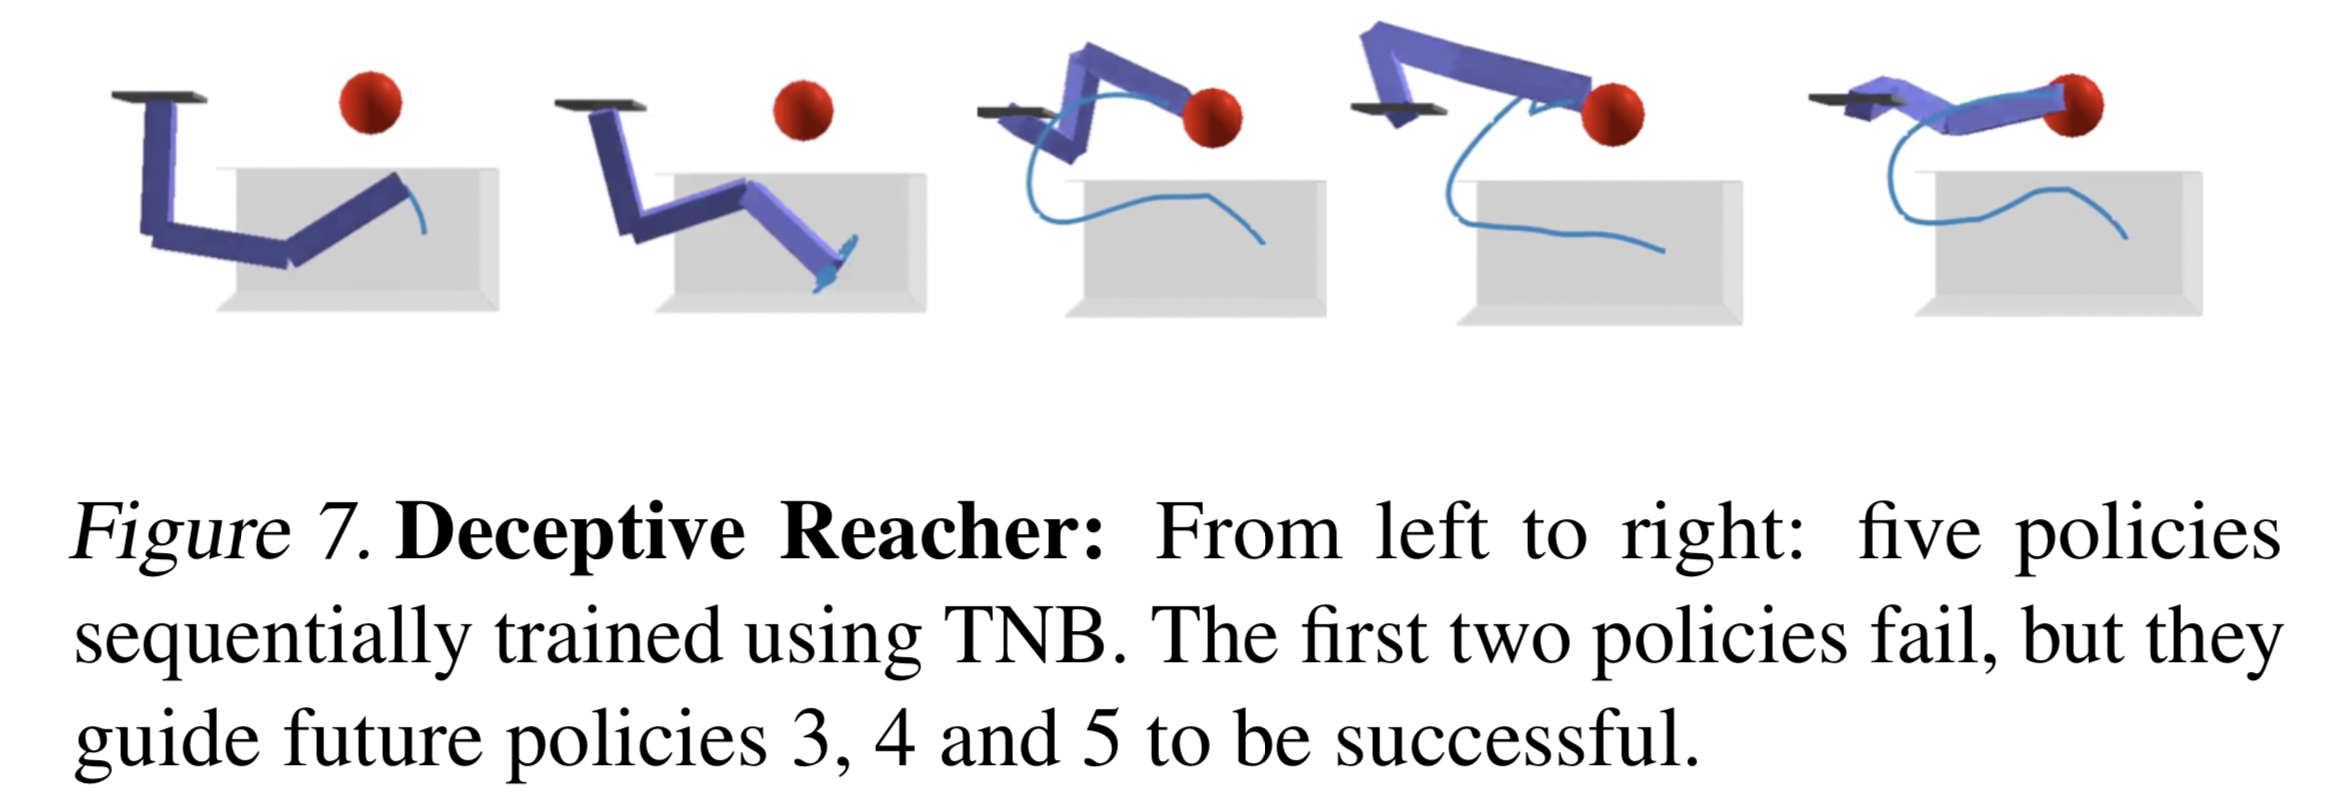 Figure 7. Deceptive Reacher: From left to right: five policies
sequentially trained using TNB. The first two policies fail, but they
guide future policies 3, 4 and 5 to be successful.